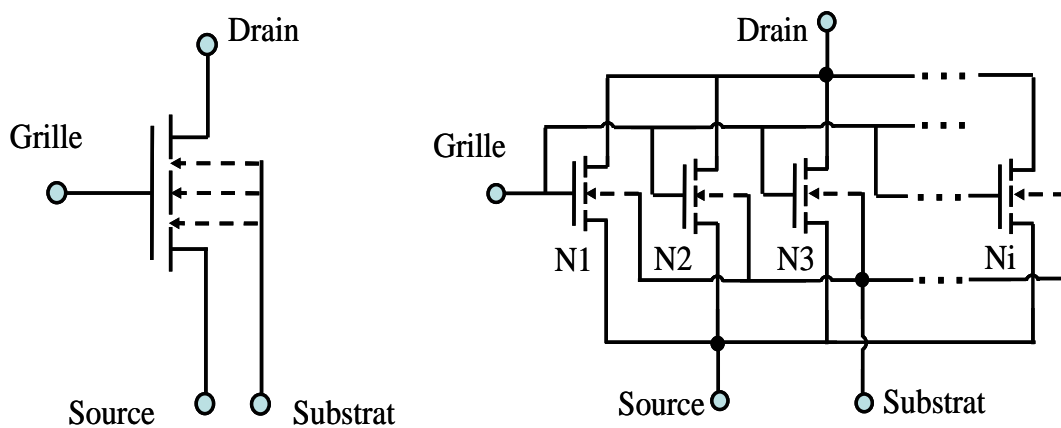 Drain
Grille
Source
Substrat
Drain
Grille
N1
N2
N3
Ni
Source
Substrat